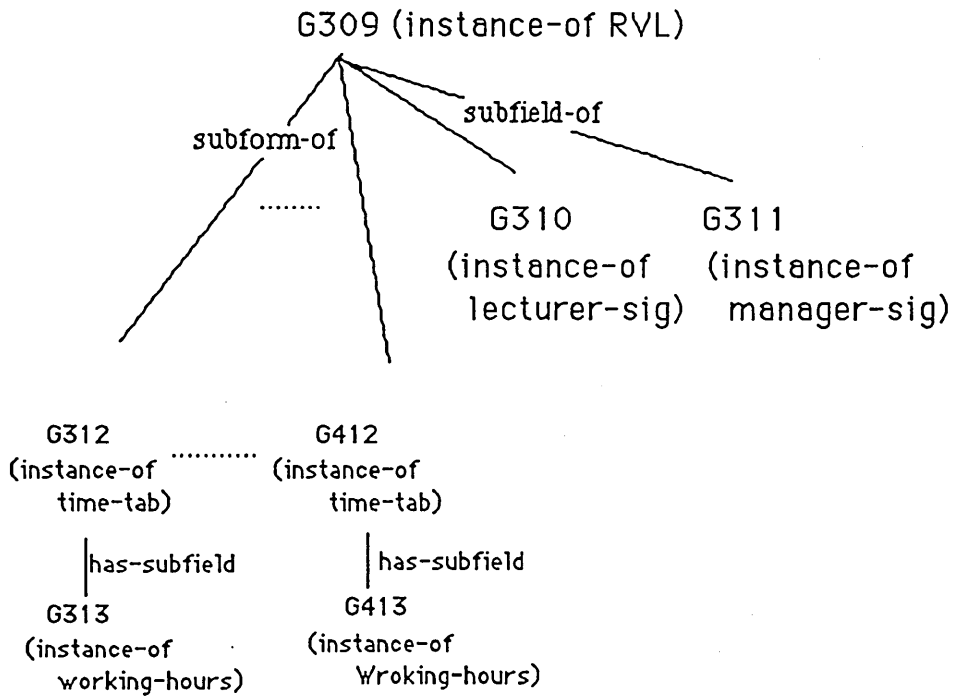 G309 (instance-of RVL)
subfield-of
subform-of
........
G310
(instance-of
lecturer-sig)
G311
(instance-of
manager-sig)
G312
(instance-of
time-tab)
...........
G412
(instance-of
time-tab)
has-subfield
has-subfield
G313
(instance-of
working-hours)
G413
(instance-of
Wroking-hours)